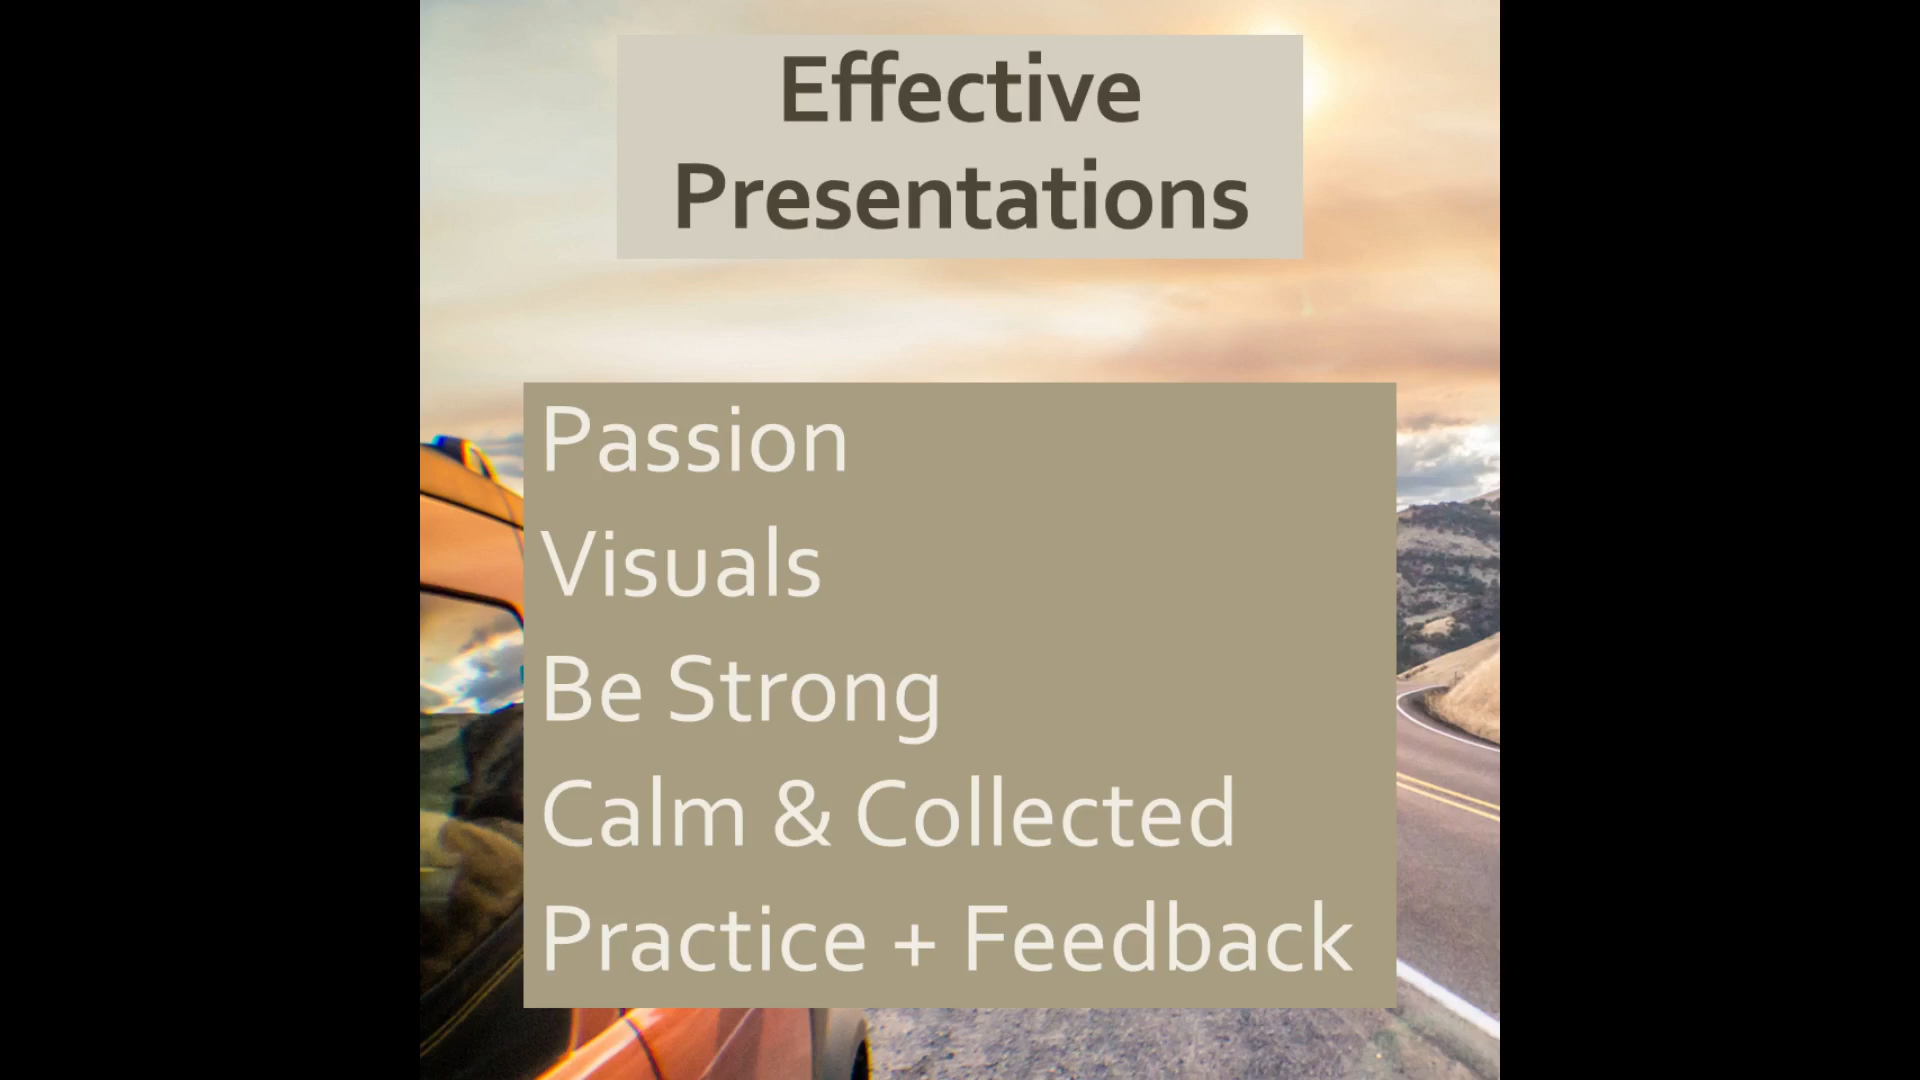 Effective
Presentations
Passion
Visuals
Be Strong
Calm & Collected
Practice + Feedback